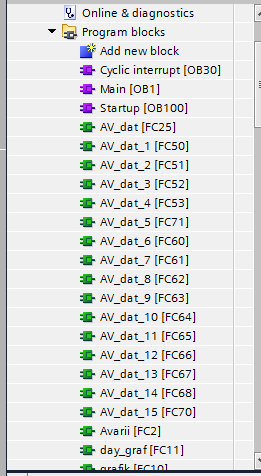 Online & diagnostics
Program blocks
Add new block
Cyclic interrupt [OB30]
Main [OB1]
Startup [OB100]
AV_dat [FC25]
AV_dat_1 [FC50]
AV_dat_2 [FC51]
AV_dat_3 [FC52]
AV_dat_4 [FC53]
AV_dat_5 [FC71]
AV_dat_6 [FC60]
AV_dat_7 [FC61]
AV_dat_8 [FC62]
AV_dat_9 [FC63]
AV_dat_10 [FC64]
AV_dat_11 [FC65]
AV_dat_12 [FC66]
AV_dat_13 [FC67]
AV_dat_14 [FC68]
AV_dat_15 [FC70]
Avarii [FC2]
day_graf [FC11]
grafik [FC10]